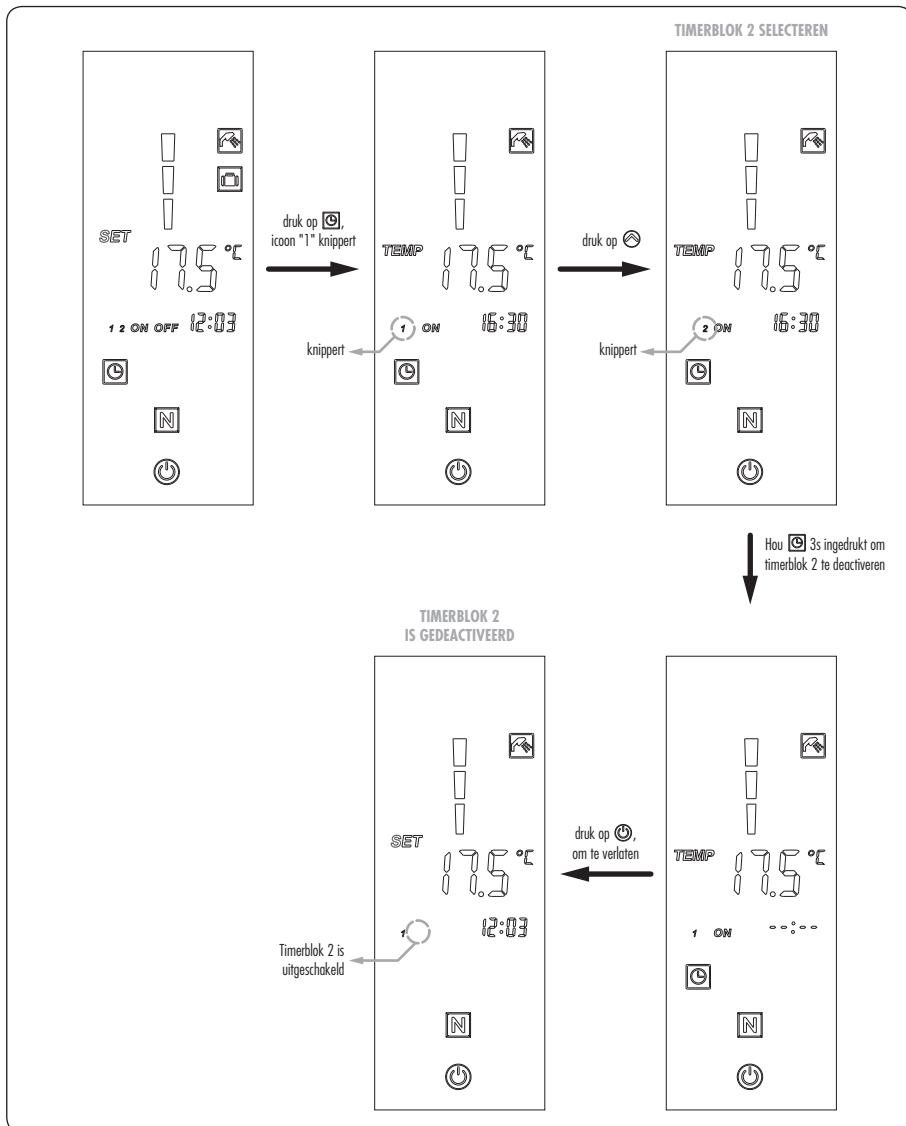 TIMERBLOK 2 SELECTEREN
SET
17.5 °C
1 2 ON OFF 12:03
N
druk op
icoon "1" knippert
TEMP
17.5 °C
1 ON 16:30
knippert
N
druk op
TEMP
17.5 °C
2 ON 16:30
knippert
N
Hou 3s ingedrukt om
timerblok 2 te deactiveren
TEMP
17.5 °C
1 ON --:--
N
druk op ,
om te verlaten
TIMERBLOK 2
IS GEDEACTIVEERD
SET
17.5 °C
1 12:03
Timerblok 2 is
uitgeschakeld
N